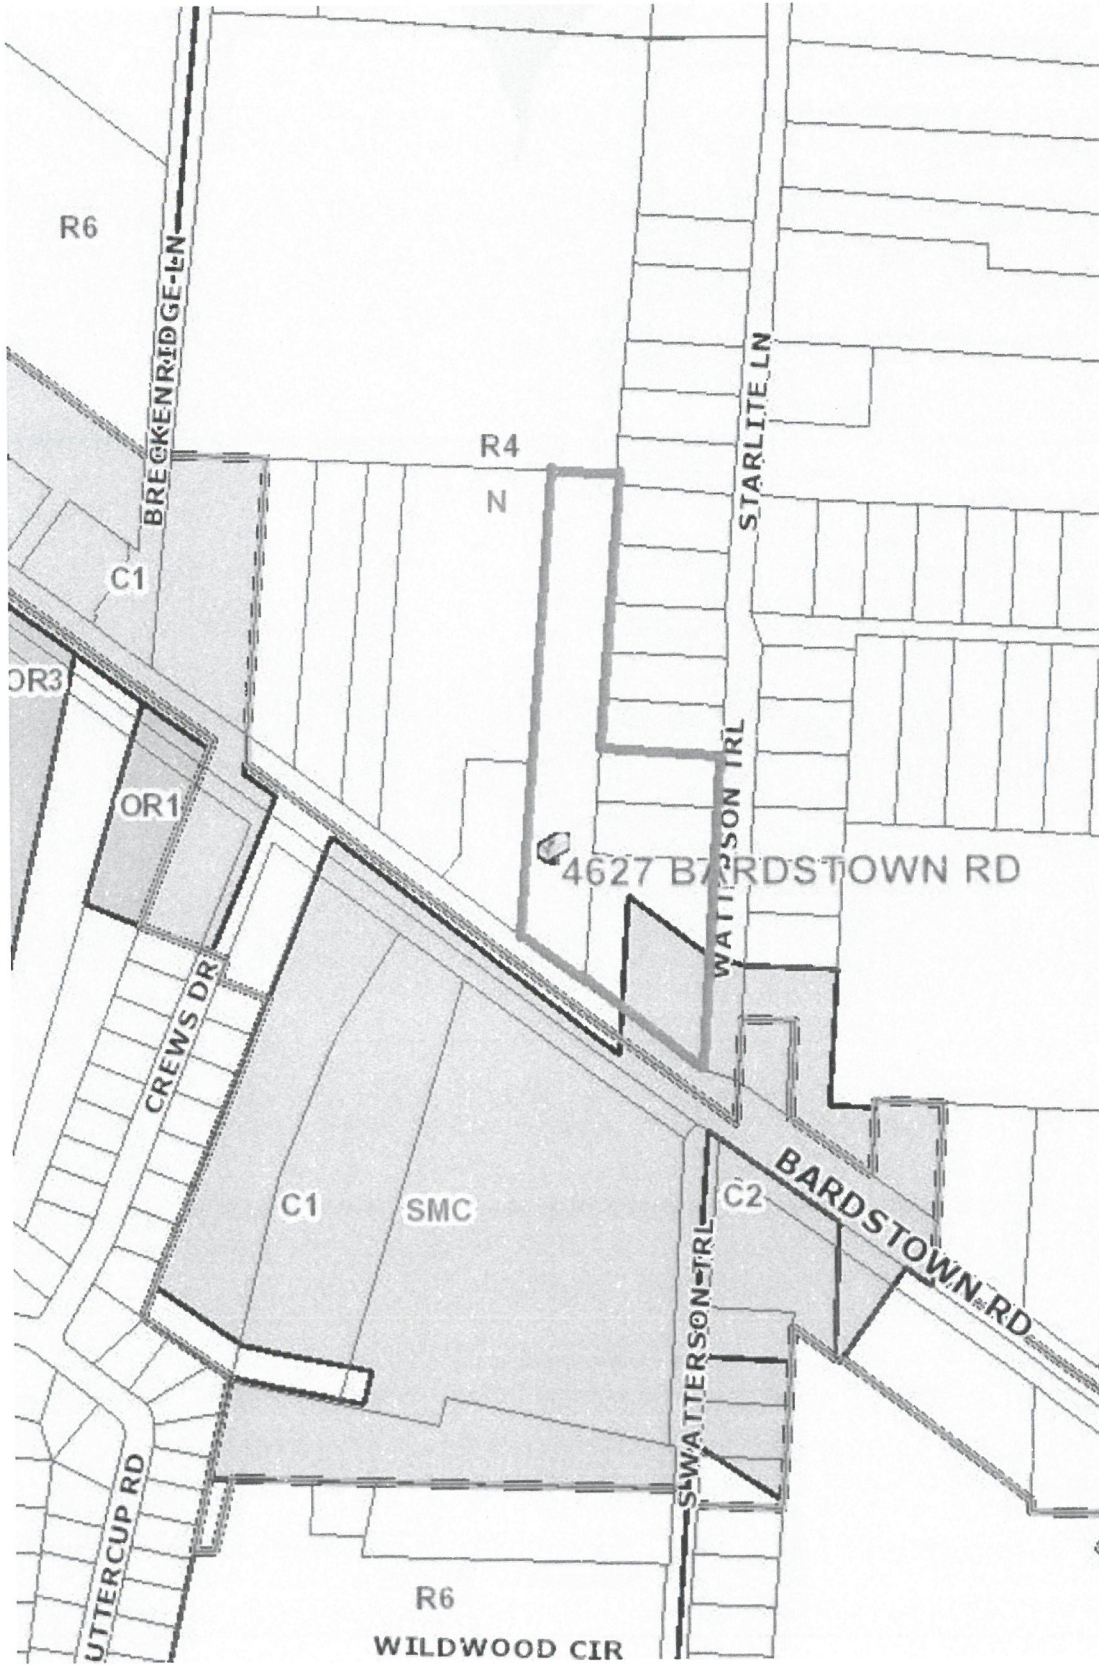 R6
BRECKENRIDGE-LN
STARLITE LN
R4
N
C1
OR3
OR1
WATTERSON TRL
4627 BARDSTOWN RD
CREWS DR
C1
SMC
C2
BARDSTOWN RD
S WATTERSON-TRL
UTTERCUP RD
R6
WILDWOOD CIR